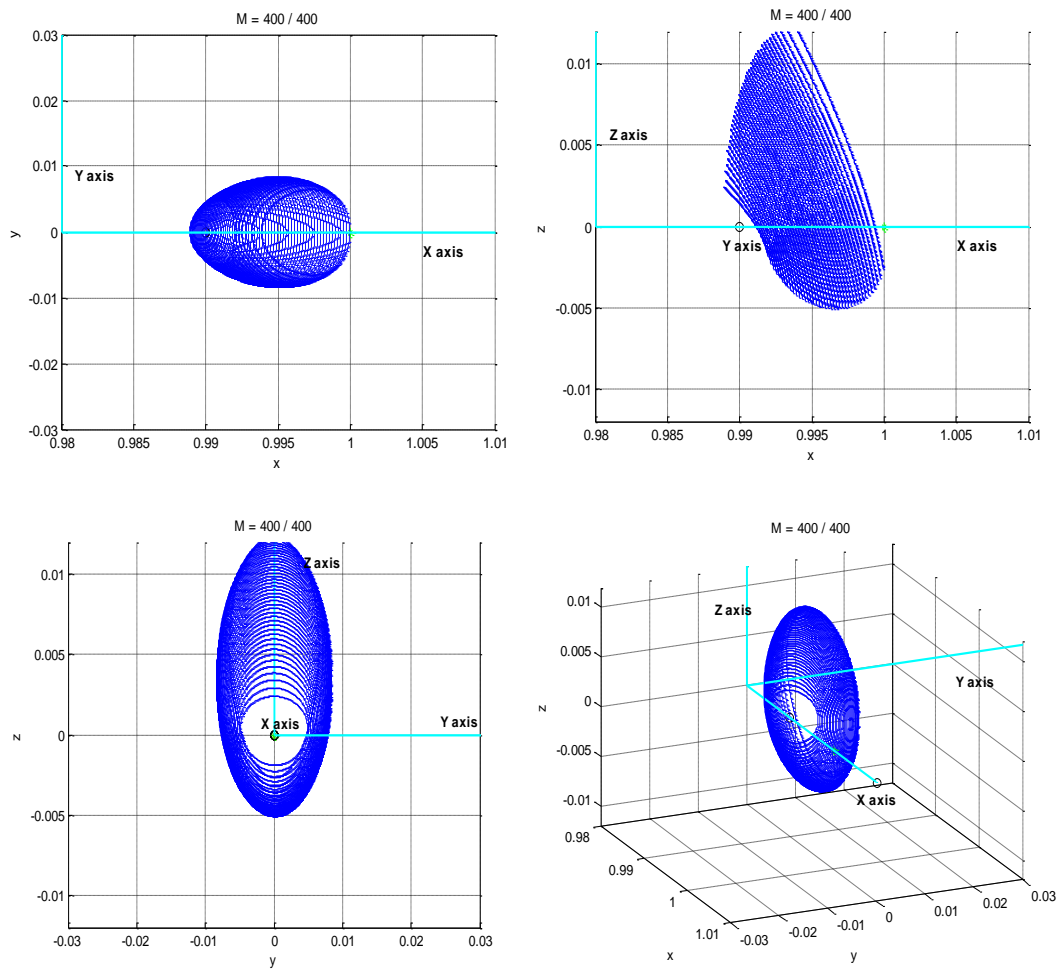 M = 400 / 400
0.03
0.02
0.01
0
-0.01
-0.02
-0.03
y
Y axis
X axis
0.98 0.985 0.99 0.995 1 1.005 1.01
x
M = 400 / 400
0.01
0.005
0
-0.005
-0.01
z
Z axis
Y axis X axis
0.98 0.985 0.99 0.995 1 1.005 1.01
x
M = 400 / 400
0.01
0.005
0
-0.005
-0.01
z
Z axis
X axis Y axis
-0.03 -0.02 -0.01 0 0.01 0.02 0.03
y
M = 400 / 400
0.01
0.005
0
-0.005
-0.01
z
Z axis
Y axis
X axis
0.98
0.99
1
1.01
x
-0.03 -0.02 -0.01 0 0.01 0.02 0.03
y